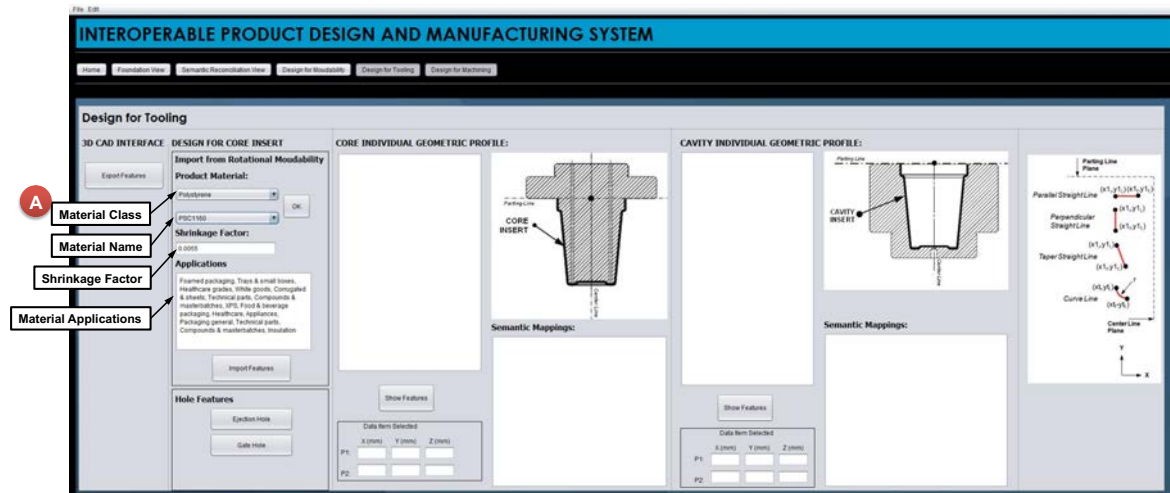 File Edit
INTEROPERABLE PRODUCT DESIGN AND MANUFACTURING SYSTEM
Home Foundation View Semantic Reconciliation View Design for Moudability Design for Tooling Design for Machining
Design for Tooling
3D CAD INTERFACE
Export Features
A
Material Class
Material Name
Shrinkage Factor
Material Applications
DESIGN FOR CORE INSERT
Import from Rotational Moudability
Product Material:
Polystyrene
PSC1160
OK
Shrinkage Factor:
0.0055
Applications
Foamed packaging, Trays & small boxes,
Healthcare grades, White goods, Corrugated
& sheets, Technical parts, Compounds &
masterbatches, XPS, Food & beverage
packaging, Healthcare, Appliances,
Packaging general, Technical parts,
Compounds & masterbatches, Insulation
Import Features
Hole Features
Ejection Hole
Gate Hole
CORE INDIVIDUAL GEOMETRIC PROFILE:
Parting Line
CORE
INSERT
Center Line
Semantic Mappings:
Show Features
Data Item Selected
X (mm) Y (mm) Z (mm)
P1:
P2:
CAVITY INDIVIDUAL GEOMETRIC PROFILE:
Parting Line
CAVITY
INSERT
Center Line
Semantic Mappings:
Show Features
Data Item Selected
X (mm) Y (mm) Z (mm)
P1:
P2:
Parting Line
Plane
Parallel Straight Line
Perpendicular
Straight Line
Taper Straight Line
Curve Line
r
Center Line
Plane
Y
X